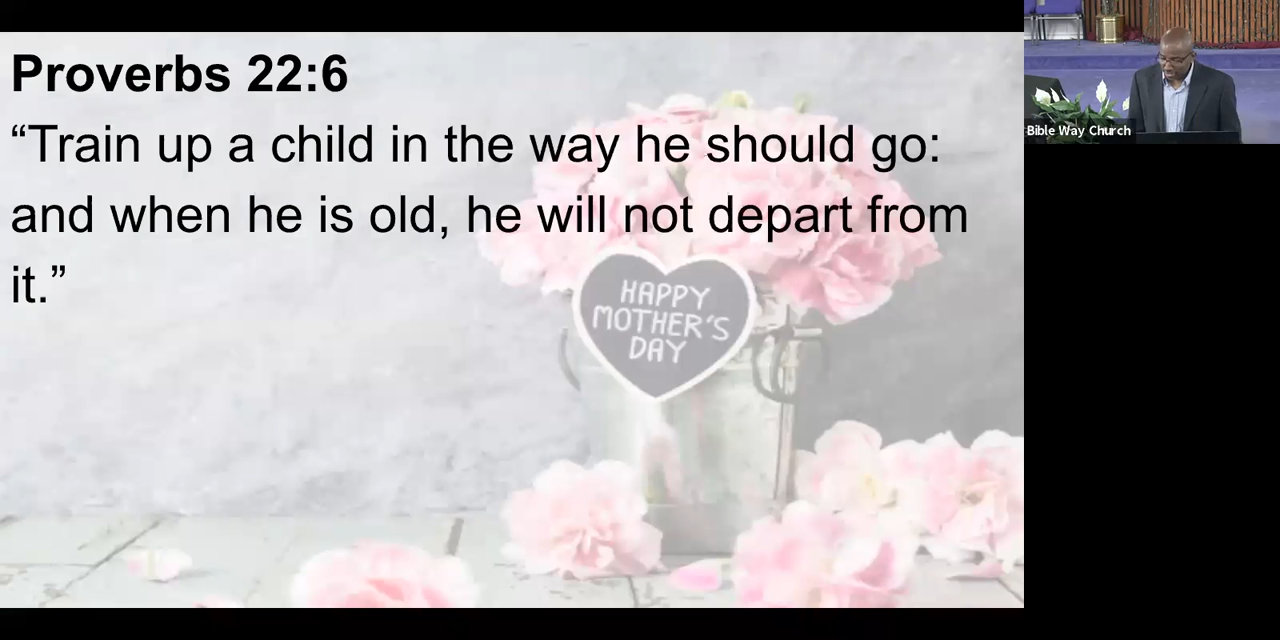 Proverbs 22:6
“Train up a child in the way he should go:
and when he is old, he will not depart from
it.”
HAPPY
MOTHER’S
DAY
Bible Way Church